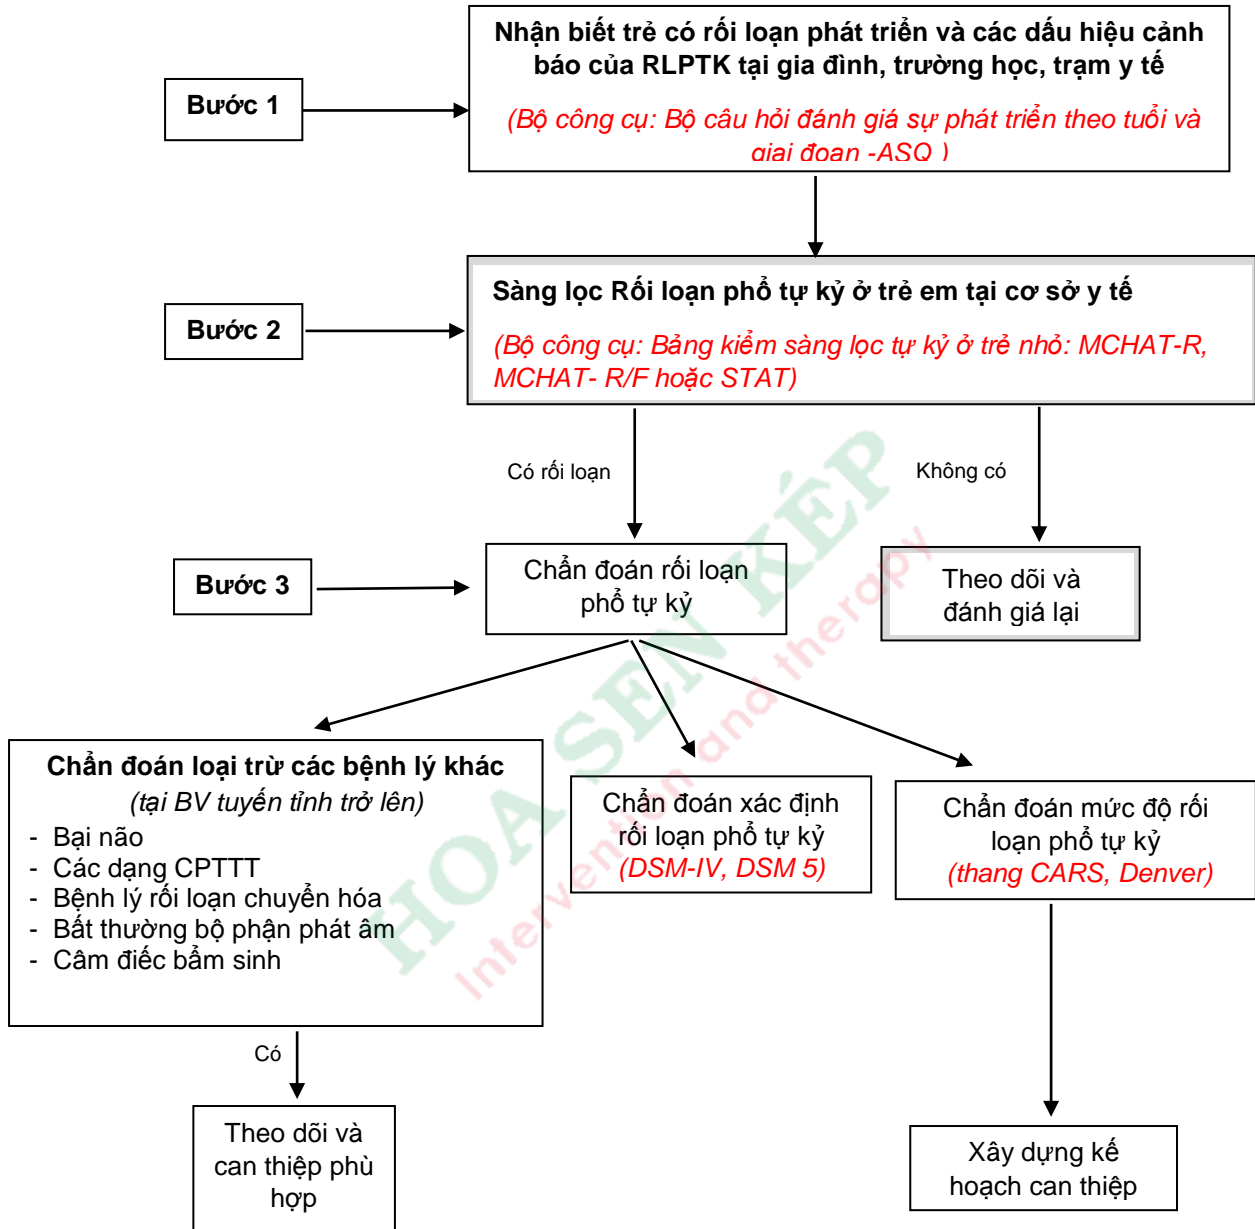 Nhận biết trẻ có rối loạn phát triển và các dấu hiệu cảnh
báo của RLPTK tại gia đình, trường học, trạm y tế
(Bộ công cụ: Bộ câu hỏi đánh giá sự phát triển theo tuổi và
giai đoạn -ASQ )
Bước 1
Sàng lọc Rối loạn phổ tự kỷ ở trẻ em tại cơ sở y tế
(Bộ công cụ: Bảng kiểm sàng lọc tự kỷ ở trẻ nhỏ: MCHAT-R,
MCHAT- R/F hoặc STAT)
Bước 2
Có rối loạn
Không có
Bước 3
Chẩn đoán rối loạn
phổ tự kỷ
Theo dõi và
đánh giá lại
Chẩn đoán loại trừ các bệnh lý khác
(tại BV tuyến tỉnh trở lên)
- Bại não
- Các dạng CPTTT
- Bệnh lý rối loạn chuyển hóa
- Bất thường bộ phận phát âm
- Câm điếc bẩm sinh
Chẩn đoán xác định
rối loạn phổ tự kỷ
(DSM-IV, DSM 5)
Chẩn đoán mức độ rối
loạn phổ tự kỷ
(thang CARS, Denver)
Có
Theo dõi và
can thiệp phù
hợp
Xây dựng kế
hoạch can thiệp
HOA SEN KÉP
Intervention and therapy